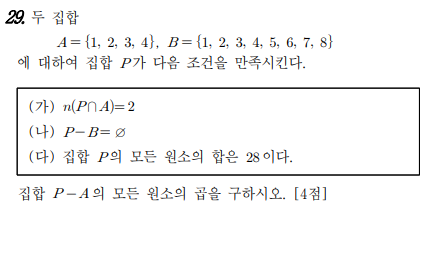 29. 두 집합
A={1, 2, 3, 4}, B={1, 2, 3, 4, 5, 6, 7, 8}
에 대하여 집합 P가 다음 조건을 만족시킨다.
(가) n(P∩A)=2
(나) P-B=∅
(다) 집합 P의 모든 원소의 합은 28이다.
집합 P-A의 모든 원소의 곱을 구하시오. [4점]